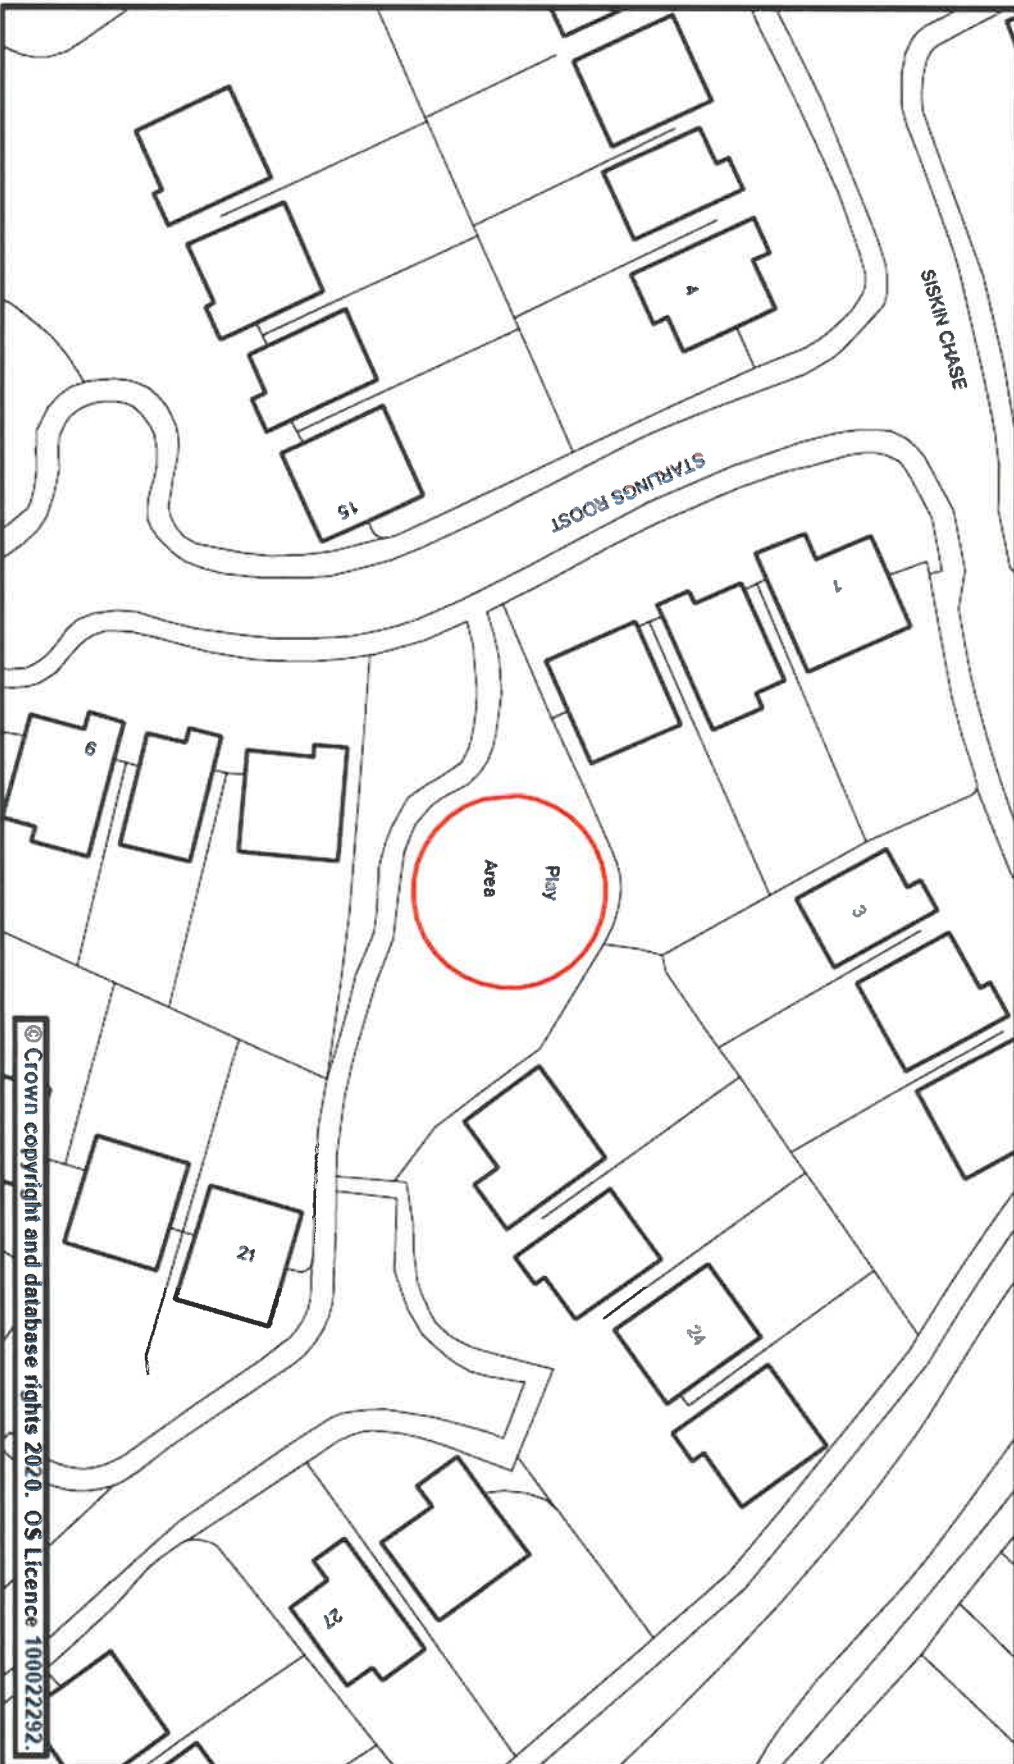 SISKIN CHASE
STARLINGS ROOST
4
15
1
3
6
Play
Area
21
24
27
© Crown copyright and database rights 2020. OS Licence 100022292.